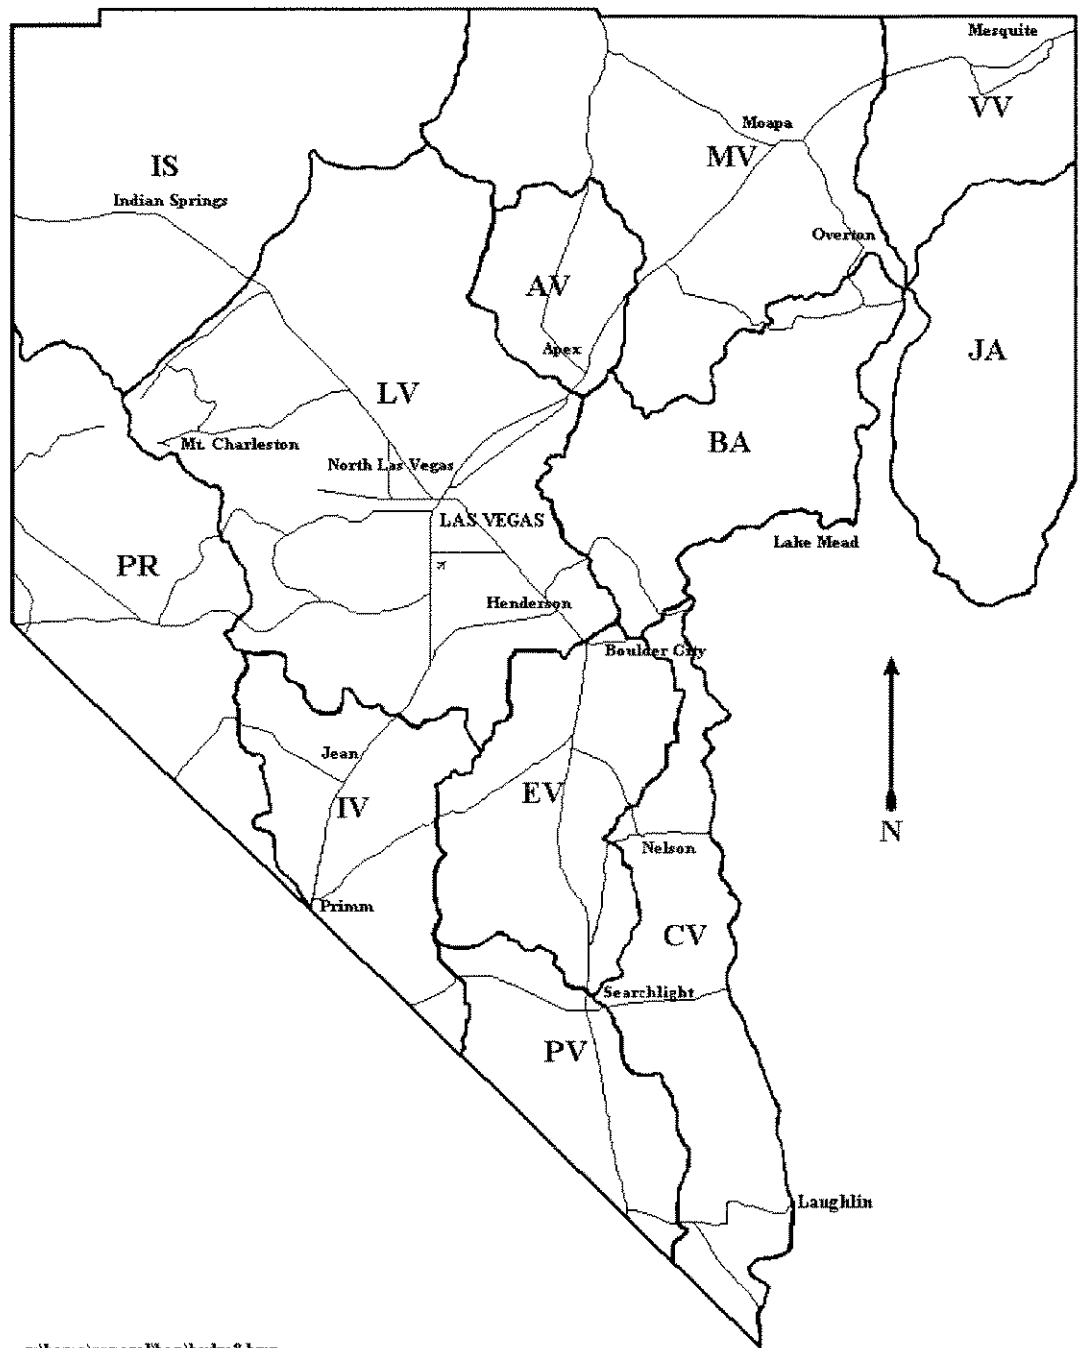 Mesquite
VV
Moapa
MV
IS
Indian Springs
Overton
AV
Apex
JA
LV
BA
Mt. Charleston
North Las Vegas
LAS VEGAS
Lake Mead
PR
Henderson
Boulder City
Jean
IV
EV
N
Nelson
Primm
CV
Searchlight
PV
Laughlin